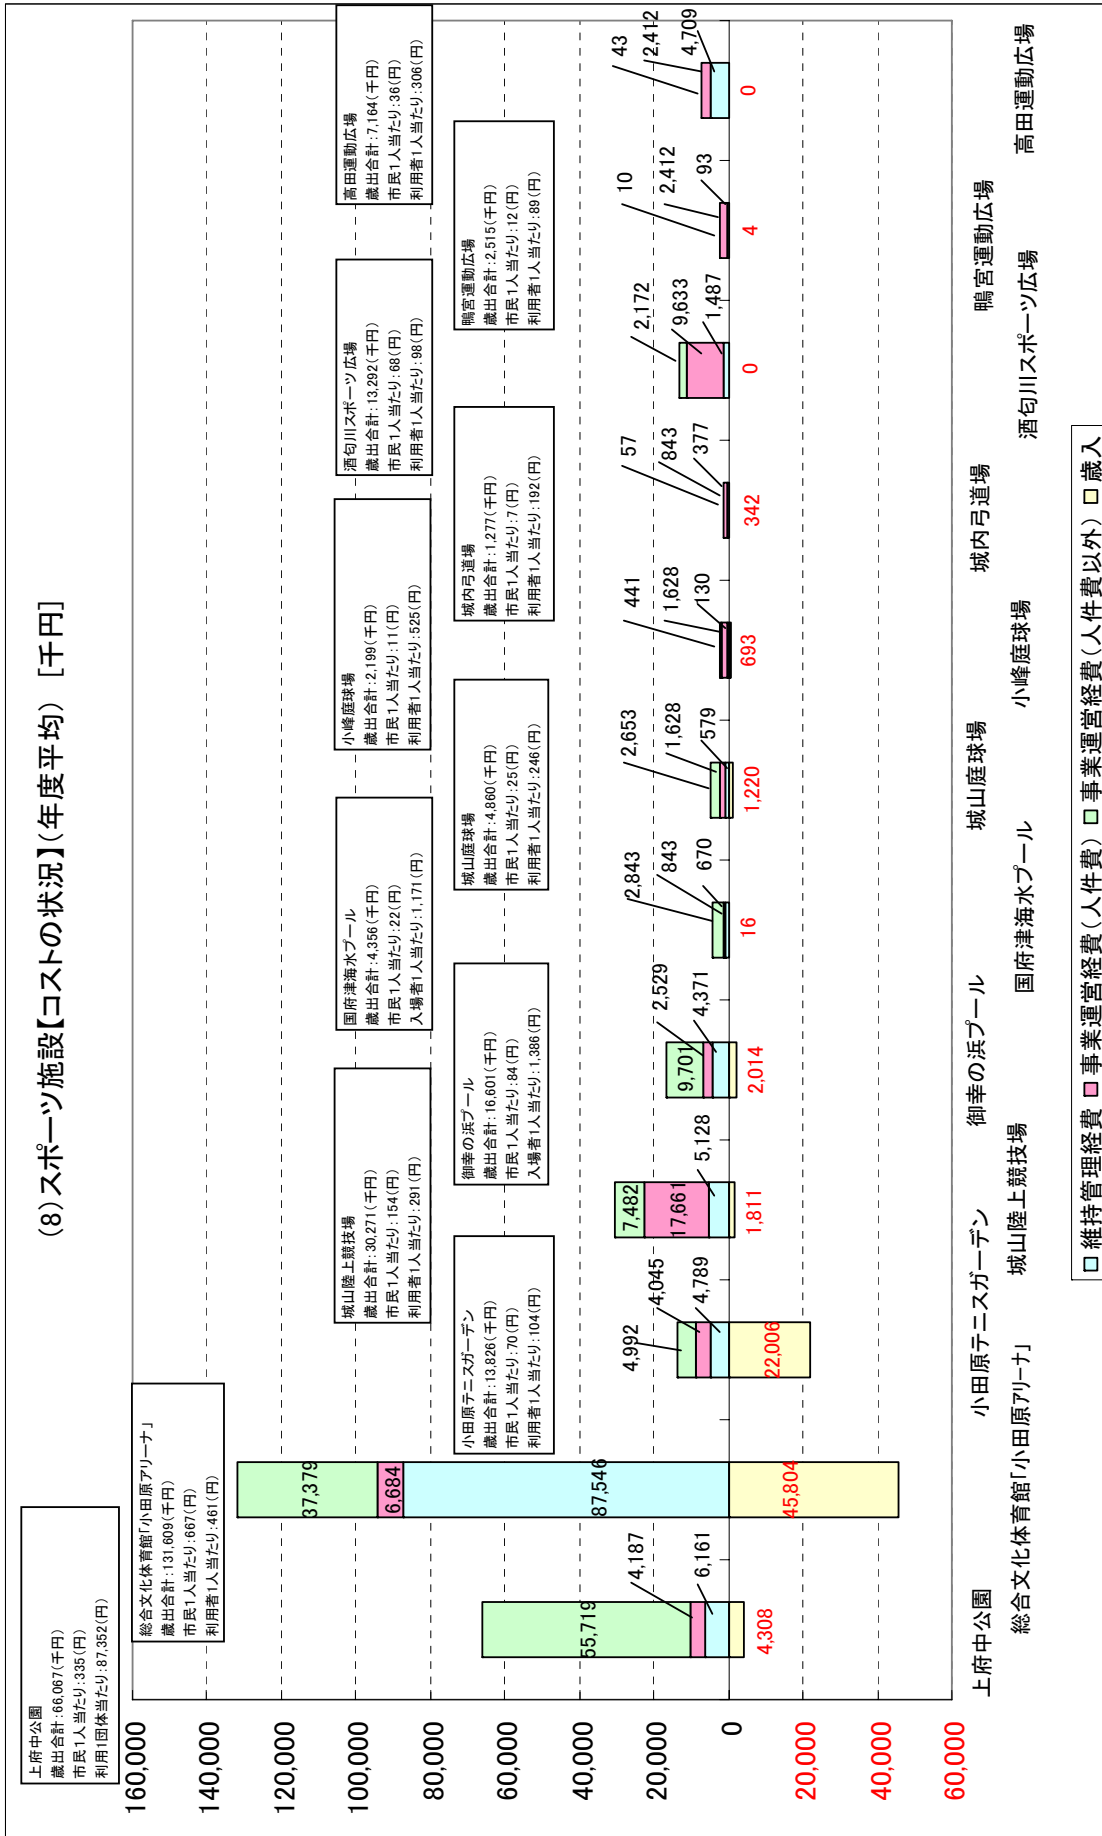 (8)スポーツ施設【コストの状況】(年度平均) [千円]
上府中公園
歳出合計:66,067(千円)
市民1人当たり:335(円)
利用1団体当たり:87,352(円)
総合文化体育館「小田原アリーナ」
歳出合計:131,609(千円)
市民1人当たり:667(円)
利用者1人当たり:461(円)
小田原テニスガーデン
歳出合計:13,826(千円)
市民1人当たり:70(円)
利用者1人当たり:104(円)
城山陸上競技場
歳出合計:30,271(千円)
市民1人当たり:154(円)
利用者1人当たり:291(円)
御幸の浜プール
歳出合計:16,601(千円)
市民1人当たり:84(円)
入場者1人当たり:1,386(円)
国府津海水プール
歳出合計:4,356(千円)
市民1人当たり:22(円)
入場者1人当たり:1,171(円)
城山庭球場
歳出合計:4,860(千円)
市民1人当たり:25(円)
利用者1人当たり:246(円)
小峰庭球場
歳出合計:2,199(千円)
市民1人当たり:11(円)
利用者1人当たり:525(円)
城内弓道場
歳出合計:1,277(千円)
市民1人当たり:7(円)
利用者1人当たり:192(円)
酒匂川スポーツ広場
歳出合計:13,292(千円)
市民1人当たり:68(円)
利用者1人当たり:98(円)
鴨宮運動広場
歳出合計:2,515(千円)
市民1人当たり:12(円)
利用者1人当たり:89(円)
高田運動広場
歳出合計:7,164(千円)
市民1人当たり:36(円)
利用者1人当たり:306(円)
160,000
140,000
120,000
100,000
80,000
60,000
40,000
20,000
0
20,000
40,000
60,000
55,719
4,187
6,161
4,308
37,379
6,684
87,546
45,804
4,992
4,045
4,789
22,006
7,482
17,661
5,128
1,811
9,701
2,529
4,371
2,014
2,843
843
670
16
2,653
1,628
579
1,220
441
1,628
130
693
57
843
377
342
2,172
9,633
1,487
0
10
2,412
93
4
43
2,412
4,709
0
上府中公園
総合文化体育館「小田原アリーナ」
小田原テニスガーデン
城山陸上競技場
御幸の浜プール
国府津海水プール
城山庭球場
小峰庭球場
城内弓道場
酒匂川スポーツ広場
鴨宮運動広場
高田運動広場
維持管理経費 事業運営経費(人件費) 事業運営経費(人件費以外) 歳入